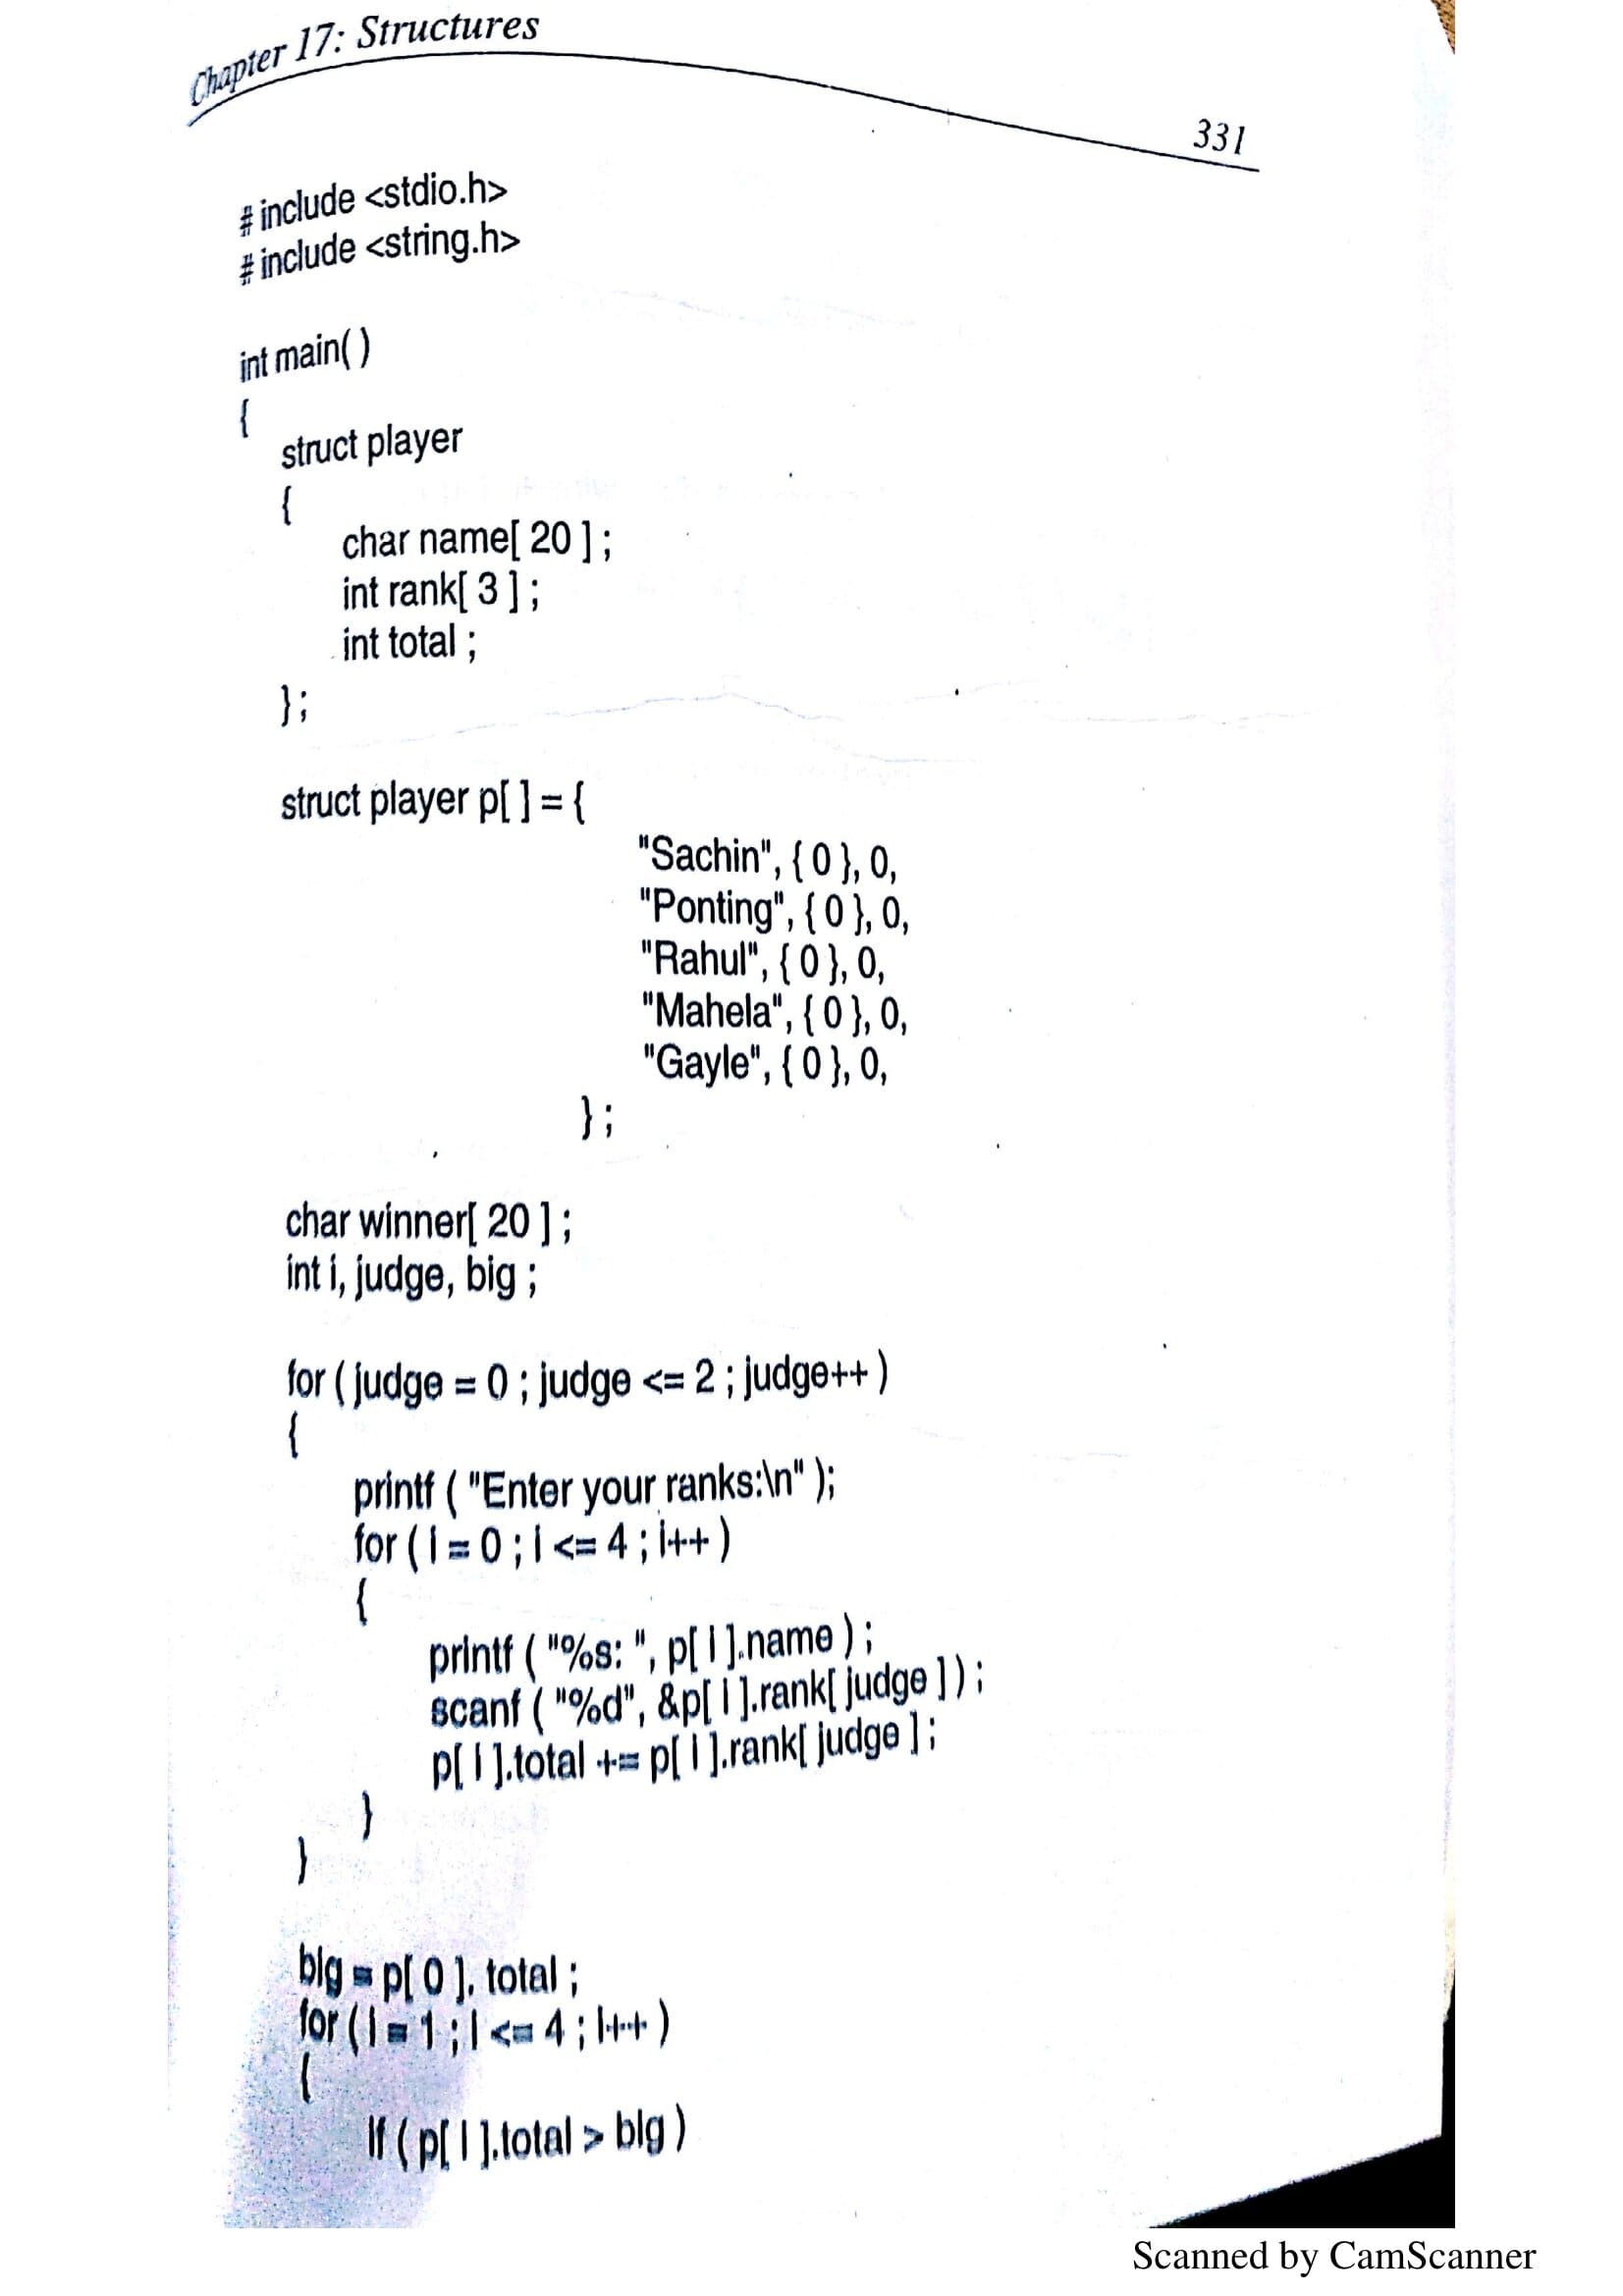 Chapter 17: Structures
331
# include <stdio.h>
# include <string.h>
int main( )
{
struct player
{
char name[ 20 ] ;
int rank[ 3 ] ;
int total ;
} ;
struct player p[ ] = {
"Sachin", { 0 }, 0,
"Ponting", { 0 }, 0,
"Rahul", { 0 }, 0,
"Mahela", { 0 }, 0,
"Gayle", { 0 }, 0,
} ;
char winner[ 20 ] ;
int i, judge, big ;
for ( judge = 0 ; judge <= 2 ; judge++ )
{
printf ( "Enter your ranks:\n" );
for ( i = 0 ; i <= 4 ; i++ )
{
printf ( "%s: ", p[ i ].name ) ;
scanf ( "%d", &p[ i ].rank[ judge ] ) ;
p[ i ].total += p[ i ].rank[ judge ] ;
}
}
big = p[ 0 ]. total ;
for ( i = 1 ; i <= 4 ; i++ )
{
if ( p[ i ].total > big )
Scanned by CamScanner